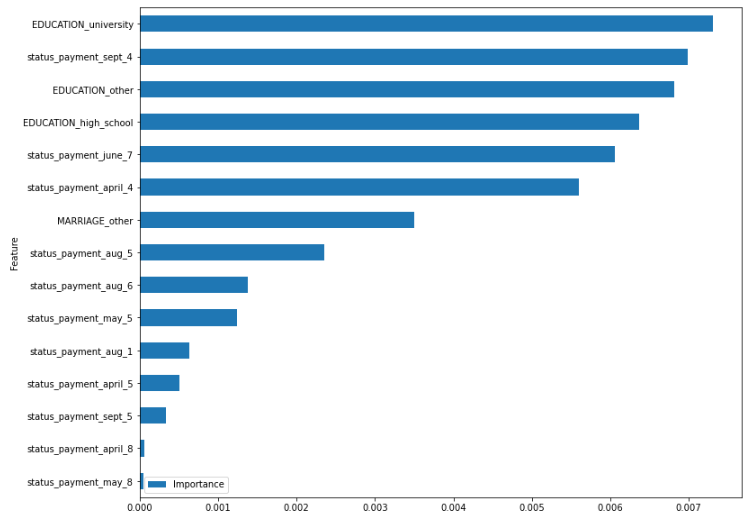 EDUCATION_university
status_payment_sept_4
EDUCATION_other
EDUCATION_high_school
status_payment_june_7
status_payment_april_4
MARRIAGE_other
Feature
status_payment_aug_5
status_payment_aug_6
status_payment_may_5
status_payment_aug_1
status_payment_april_5
status_payment_sept_5
status_payment_april_8
status_payment_may_8
Importance
0.000 0.001 0.002 0.003 0.004 0.005 0.006 0.007